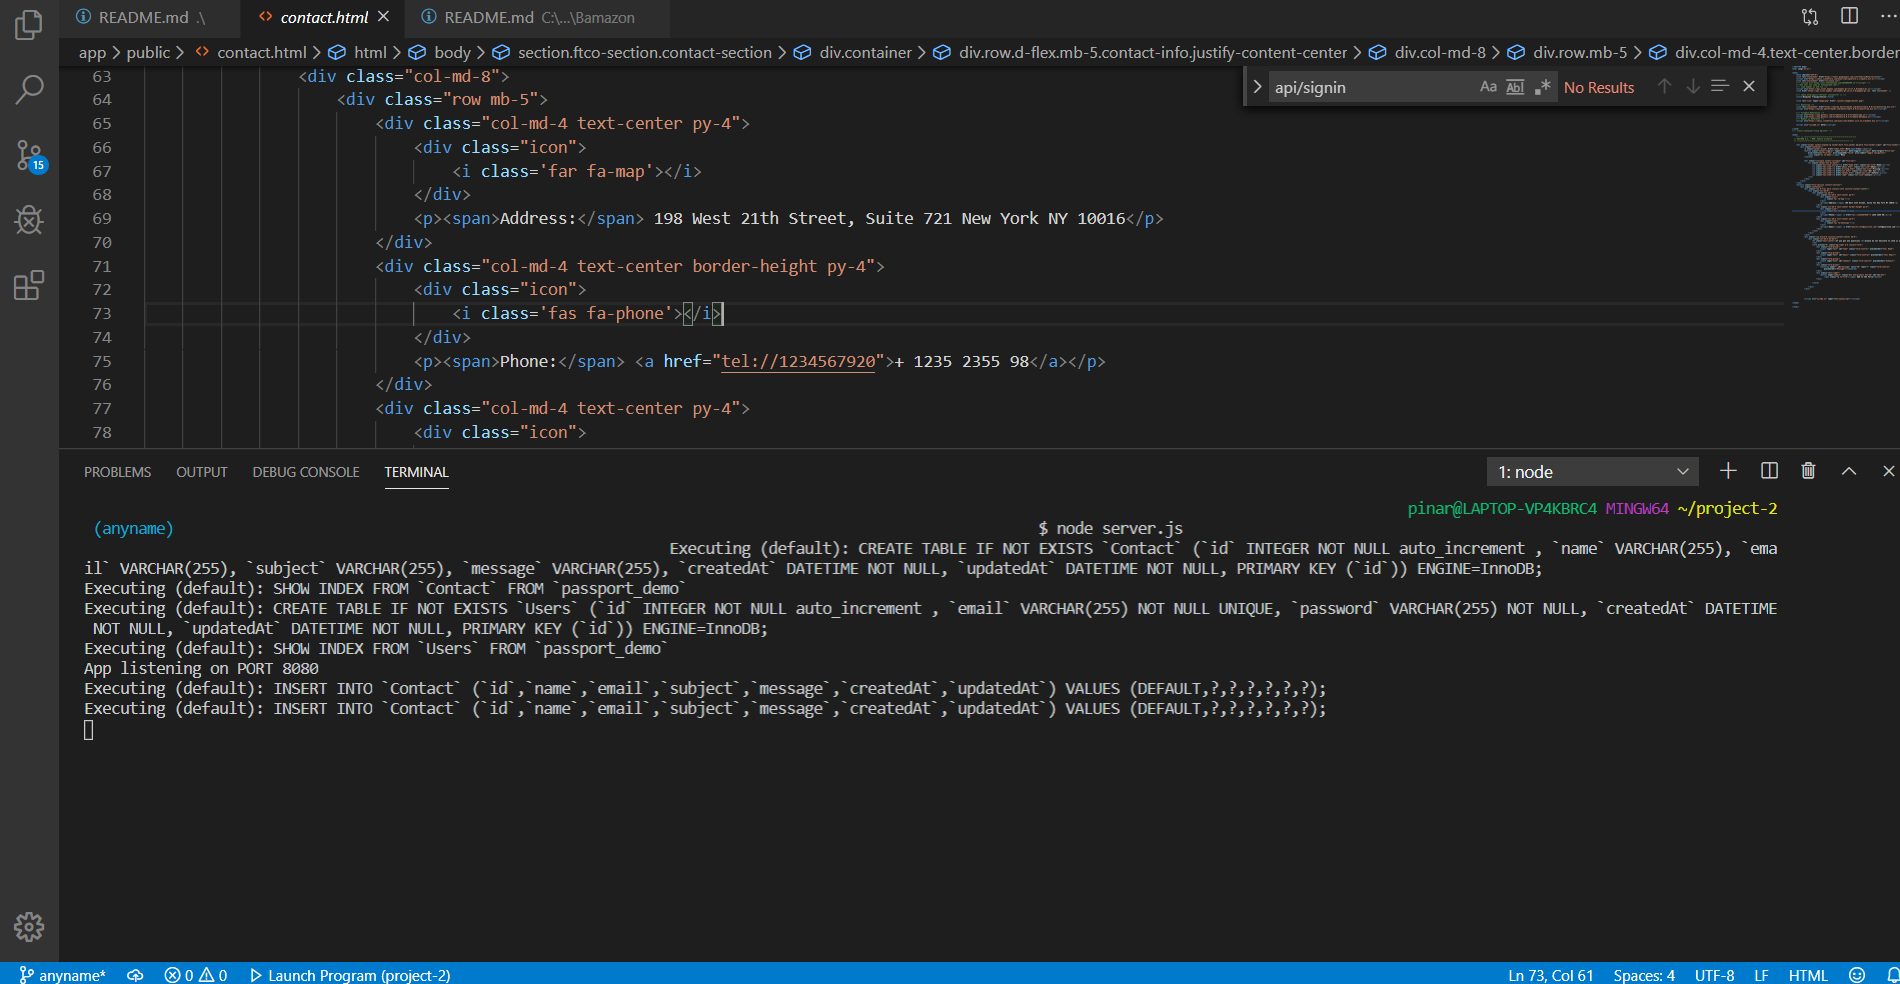 README.md .\ contact.html README.md C:\...\Bamazon
app > public > contact.html > html > body > section.ftco-section.contact-section > div.container > div.row.d-flex.mb-5.contact-info.justify-content-center > div.col-md-8 > div.row.mb-5 > div.col-md-4.text-center.border
api/signin Aa Abl .* No Results
63 <div class="col-md-8">
64 <div class="row mb-5">
65 <div class="col-md-4 text-center py-4">
66 <div class="icon">
67 <i class='far fa-map'></i>
68 </div>
69 <p><span>Address:</span> 198 West 21th Street, Suite 721 New York NY 10016</p>
70 </div>
71 <div class="col-md-4 text-center border-height py-4">
72 <div class="icon">
73 <i class='fas fa-phone'></i>
74 </div>
75 <p><span>Phone:</span> <a href="tel://1234567920">+ 1235 2355 98</a></p>
76 </div>
77 <div class="col-md-4 text-center py-4">
78 <div class="icon">
15
PROBLEMS OUTPUT DEBUG CONSOLE TERMINAL 1: node
pinar@LAPTOP-VP4KBRC4 MINGW64 ~/project-2
(anyname) $ node server.js
Executing (default): CREATE TABLE IF NOT EXISTS `Contact` (`id` INTEGER NOT NULL auto_increment , `name` VARCHAR(255), `ema
il` VARCHAR(255), `subject` VARCHAR(255), `message` VARCHAR(255), `createdAt` DATETIME NOT NULL, `updatedAt` DATETIME NOT NULL, PRIMARY KEY (`id`)) ENGINE=InnoDB;
Executing (default): SHOW INDEX FROM `Contact` FROM `passport_demo`
Executing (default): CREATE TABLE IF NOT EXISTS `Users` (`id` INTEGER NOT NULL auto_increment , `email` VARCHAR(255) NOT NULL UNIQUE, `password` VARCHAR(255) NOT NULL, `createdAt` DATETIME
NOT NULL, `updatedAt` DATETIME NOT NULL, PRIMARY KEY (`id`)) ENGINE=InnoDB;
Executing (default): SHOW INDEX FROM `Users` FROM `passport_demo`
App listening on PORT 8080
Executing (default): INSERT INTO `Contact` (`id`,`name`,`email`,`subject`,`message`,`createdAt`,`updatedAt`) VALUES (DEFAULT,?,?,?,?,?,?);
Executing (default): INSERT INTO `Contact` (`id`,`name`,`email`,`subject`,`message`,`createdAt`,`updatedAt`) VALUES (DEFAULT,?,?,?,?,?,?);
anyname* 0 0 Launch Program (project-2) Ln 73, Col 61 Spaces: 4 UTF-8 LF HTML